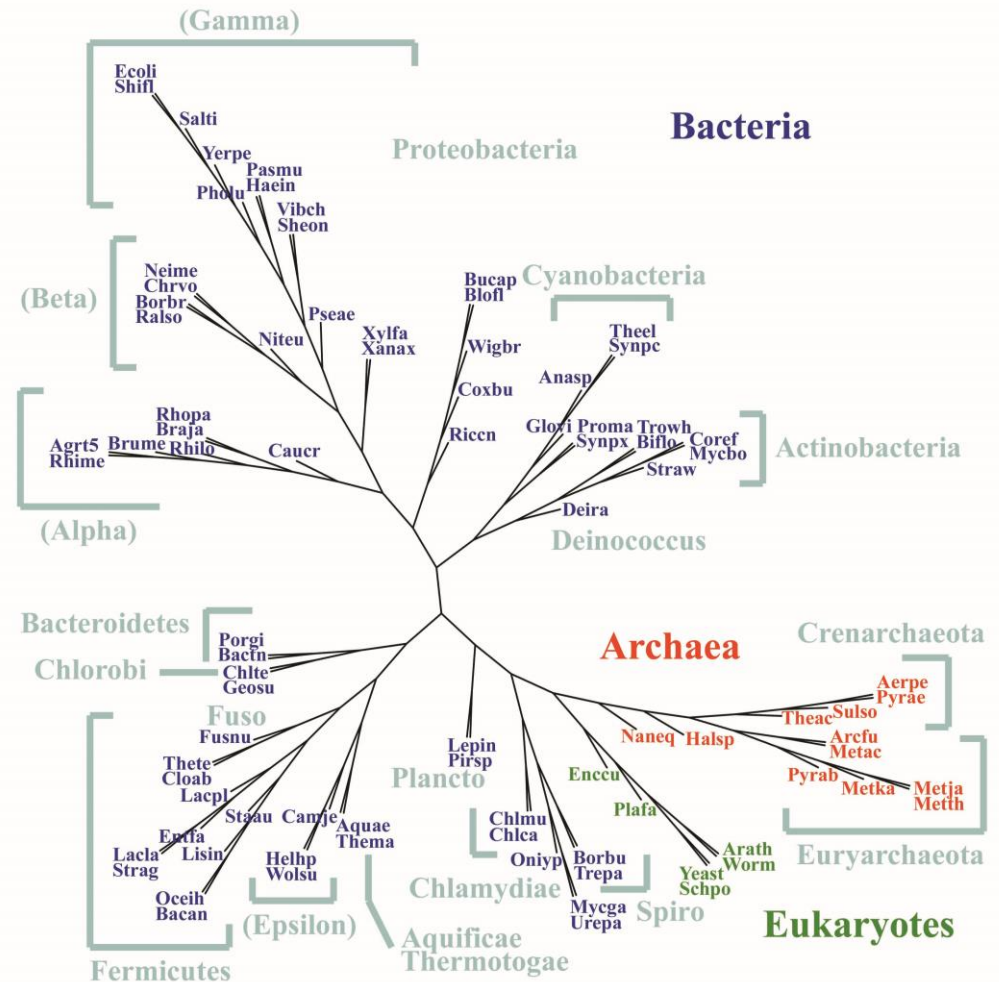 (Gamma)
Ecoli
Shifl
Salti
Bacteria
Yerpe
Proteobacteria
Pasmu
Haein
Pholu
Vibch
Sheon
Neime
Chrvo
Borbr
Ralso
(Beta)
Niteu
Pseae
Xylfa
Xanax
Bucap
Blofl
Wigbr
Coxbu
Riccn
Cyanobacteria
Theel
Synpc
Anasp
Glovi Proma Trowh
Synpx Biflo
Coref
Mycbo
Straw
Actinobacteria
Deira
Deinococcus
Rhopa
Braja
Agrt5 Brume Rhilo
Rhime
Caucr
(Alpha)
Bacteroidetes
Porgi
Bactn
Chlorobi
Chlte
Geosu
Fuso
Fusnu
Thete
Cloab
Lacpl
Staau
Camje
Aquae
Thema
Entfa
Lisin
Lacla
Strag
Helhp
Wolsu
Oceih
Bacan
(Epsilon)
Fermicutes
Aquificae
Thermotogae
Lepin
Pirsp
Plancto
Chlmu
Chlca
Oniyp
Borbu
Trepa
Chlamydiae
Mycga
Urepa
Spiro
Archaea
Crenarchaeota
Aerpe
Pyrae
Theac Sulso
Naneq Halsp
Arcfu
Metac
Pyrab
Metka
Metja
Metth
Euryarchaeota
Enccu
Plafa
Arath
Worm
Yeast
Schpo
Eukaryotes